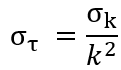 σ_τ = σ_k / k²